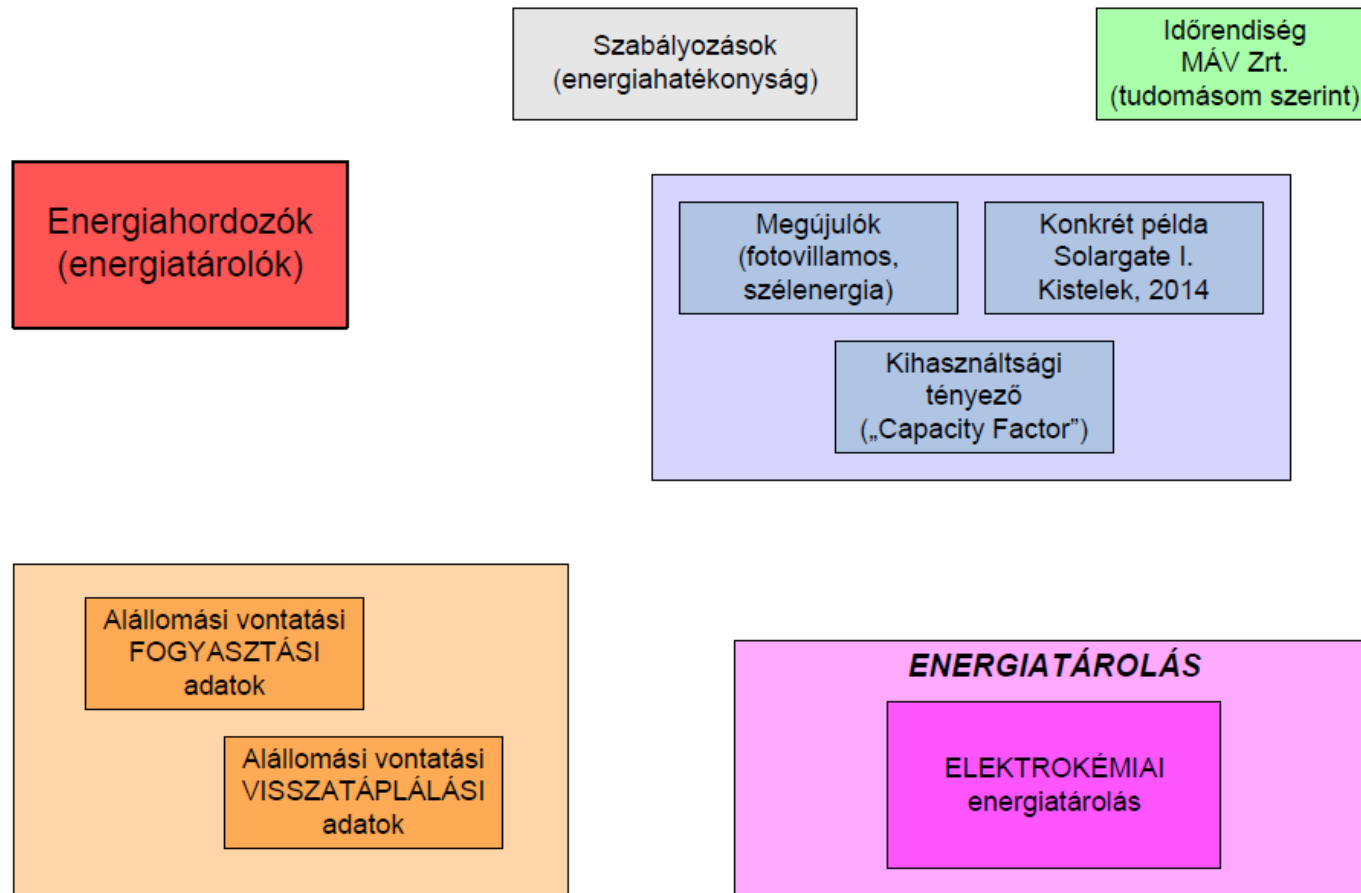 Szabályozások
(energiahatékonyság)
Időrendiség
MÁV Zrt.
(tudomásom szerint)
Energiahordozók
(energiatárolók)
Megújulók
(fotovillamos,
szélenergia)
Konkrét példa
Solargate I.
Kistelek, 2014
Kihasználtsági
tényező
(„Capacity Factor”)
Alállomási vontatási
FOGYASZTÁSI
adatok
Alállomási vontatási
VISSZATÁPLÁLÁSI
adatok
ENERGIATÁROLÁS
ELEKTROKÉMIAI
energiatárolás